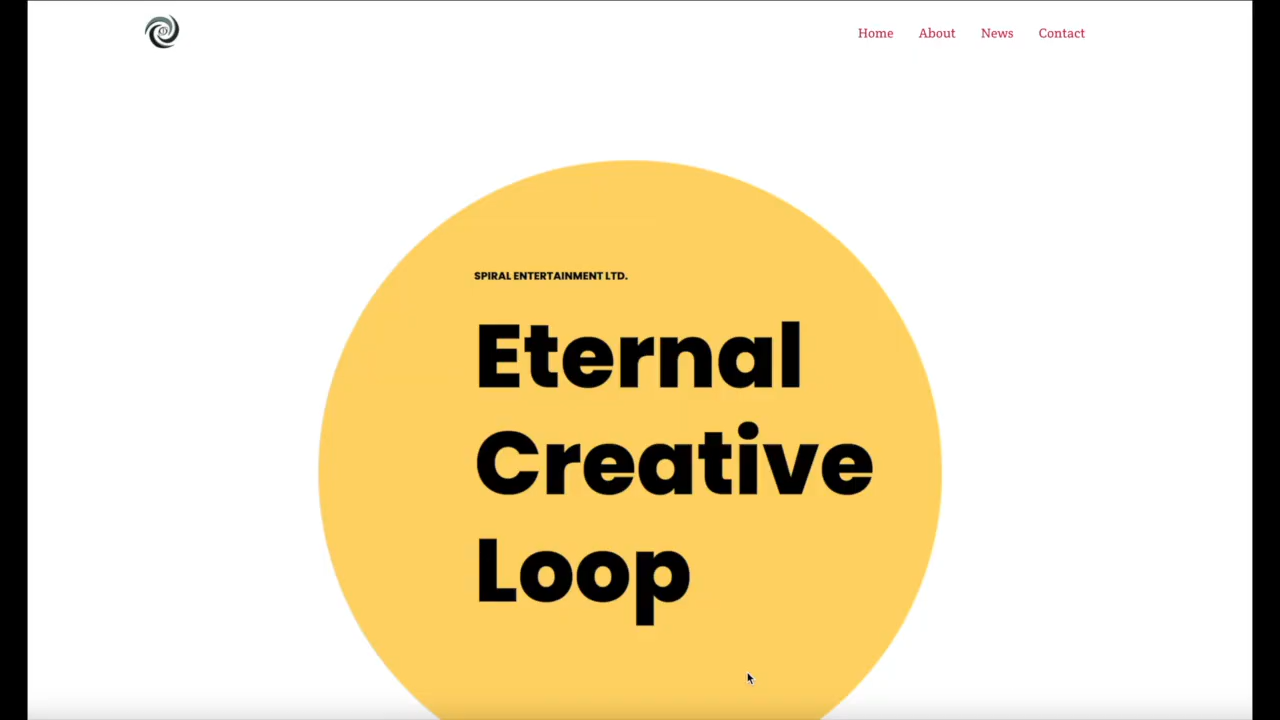 Home About News Contact
SPIRAL ENTERTAINMENT LTD.
Eternal
Creative
Loop